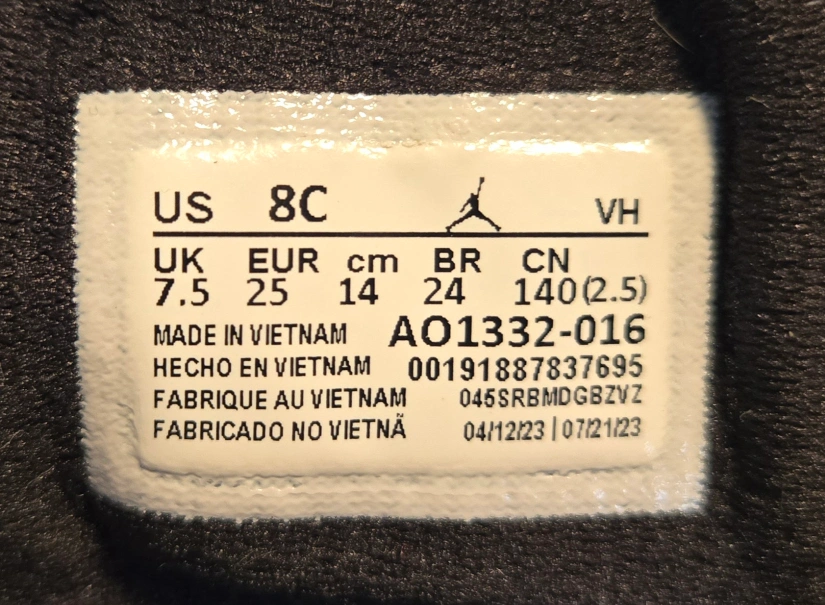 US 8C VH
UK EUR cm BR CN
7.5 25 14 24 140(2.5)
MADE IN VIETNAM AO1332-016
HECHO EN VIETNAM 00191887837695
FABRIQUE AU VIETNAM 045SRBMDGBZVZ
FABRICADO NO VIETNÃ 04/12/23 | 07/21/23